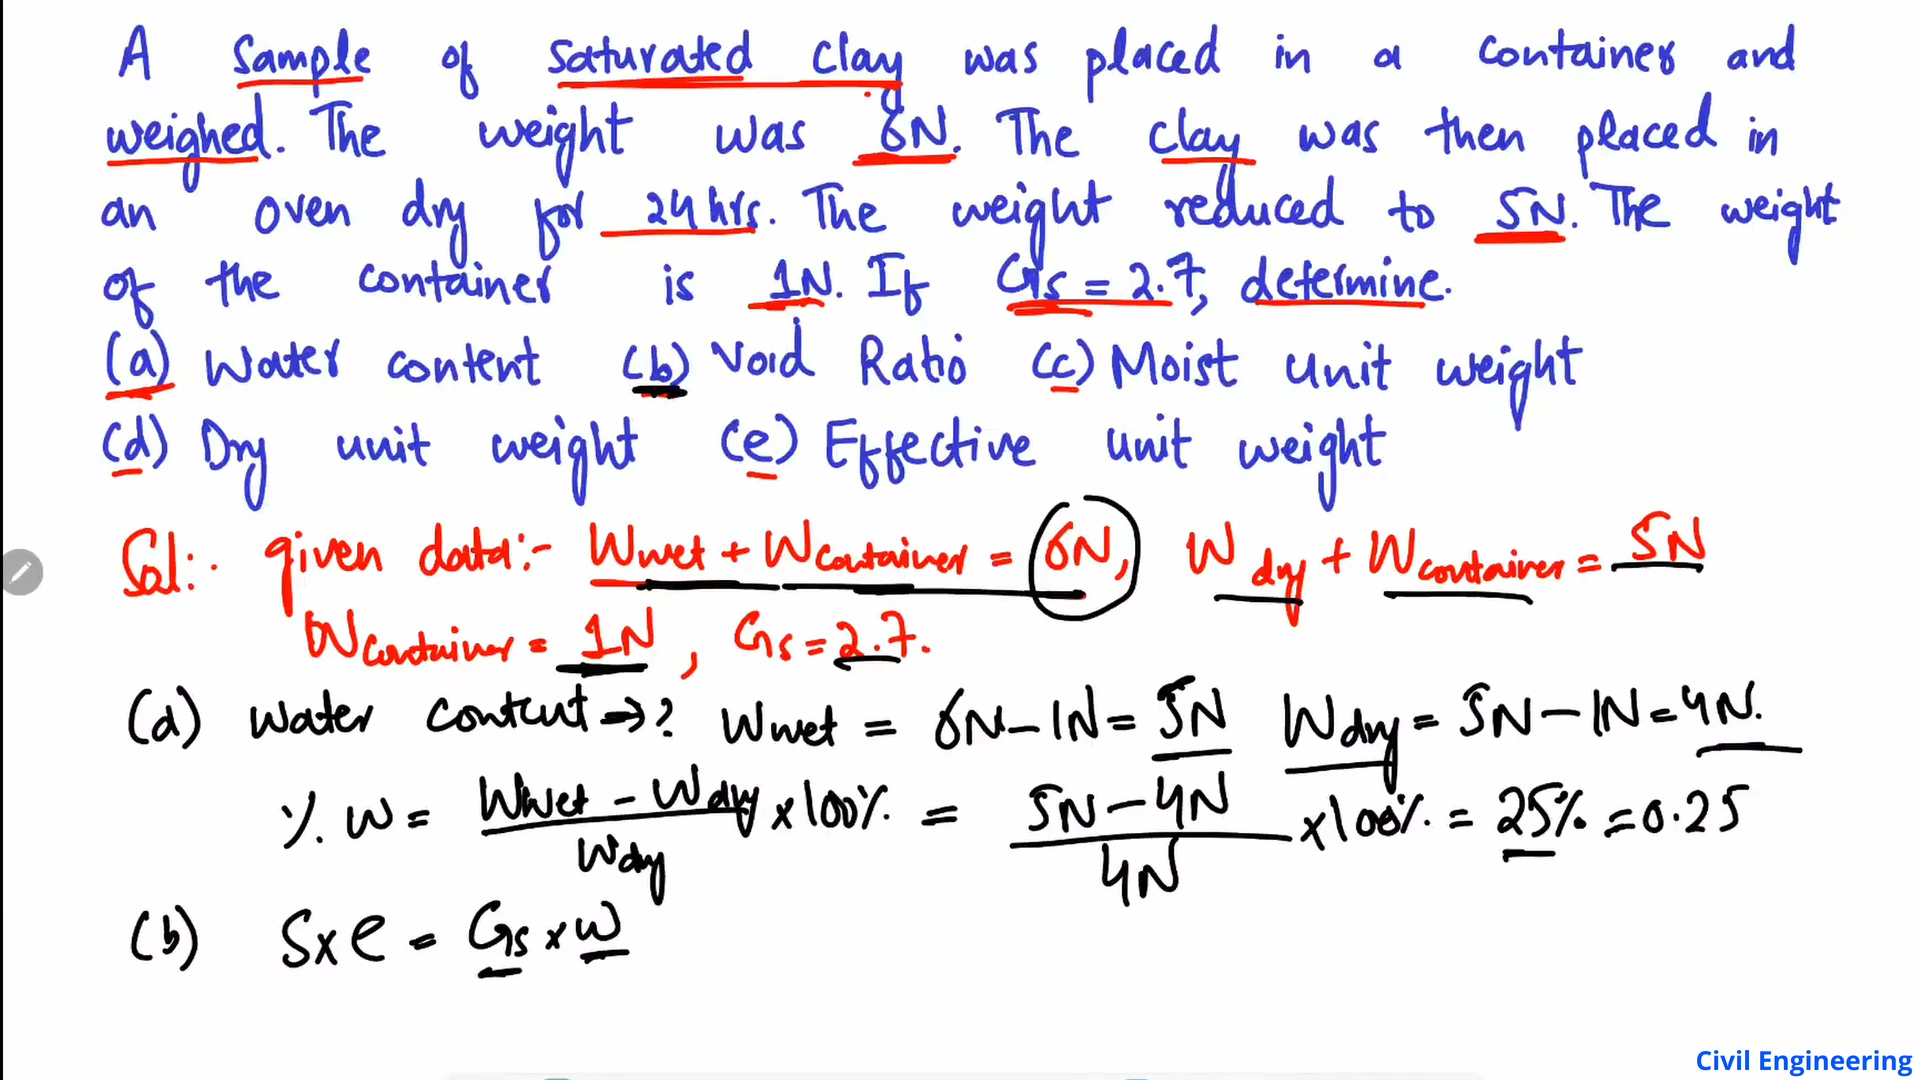 A sample of saturated clay was placed in a container and
weighed. The weight was 6N. The clay was then placed in
an oven dry for 24 hrs. The weight reduced to 5N. The weight
of the container is 1N. If Gs = 2.7, determine.
(a) Water content (b) Void Ratio (c) Moist Unit weight
(d) Dry unit weight (e) Effective unit weight
Sol:- given data:- Wwet + Wcontainer = 6N, Wdry + Wcontainer = 5N
Wcontainer = 1N, Gs = 2.7.
(a) Water content ⇒? Wwet = 6N - 1N = 5N Wdry = 5N - 1N = 4N.
% w = (Wwet - Wdry)/Wdry × 100% = (5N - 4N)/4N × 100% = 25% = 0.25
(b) S × e = Gs × w
Civil Engineering